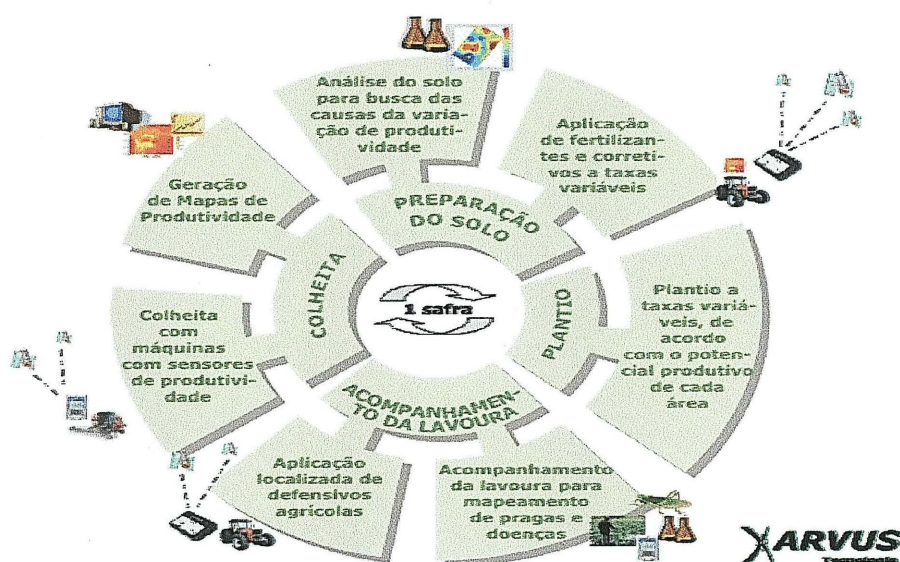 Análise do solo
para busca das
causas da varia-
ção de produti-
vidade
Aplicação
de fertilizan-
tes e correti-
vos a taxas
variáveis
Geração
de Mapas de
Produtividade
PREPARAÇÃO
DO SOLO
COLHEITA
1 safra
PLANTIO
Plantio a
taxas variá-
veis, de
acordo
com o poten-
cial produtivo
de cada
área
Colheita
com
máquinas
com sensores
de produtivi-
dade
ACOMPANHAMEN-
TO DA LAVOURA
Aplicação
localizada de
defensivos
agrícolas
Acompanhamento
da lavoura para
mapeamento
de pragas e
doenças
ARVUS
Tecnologia